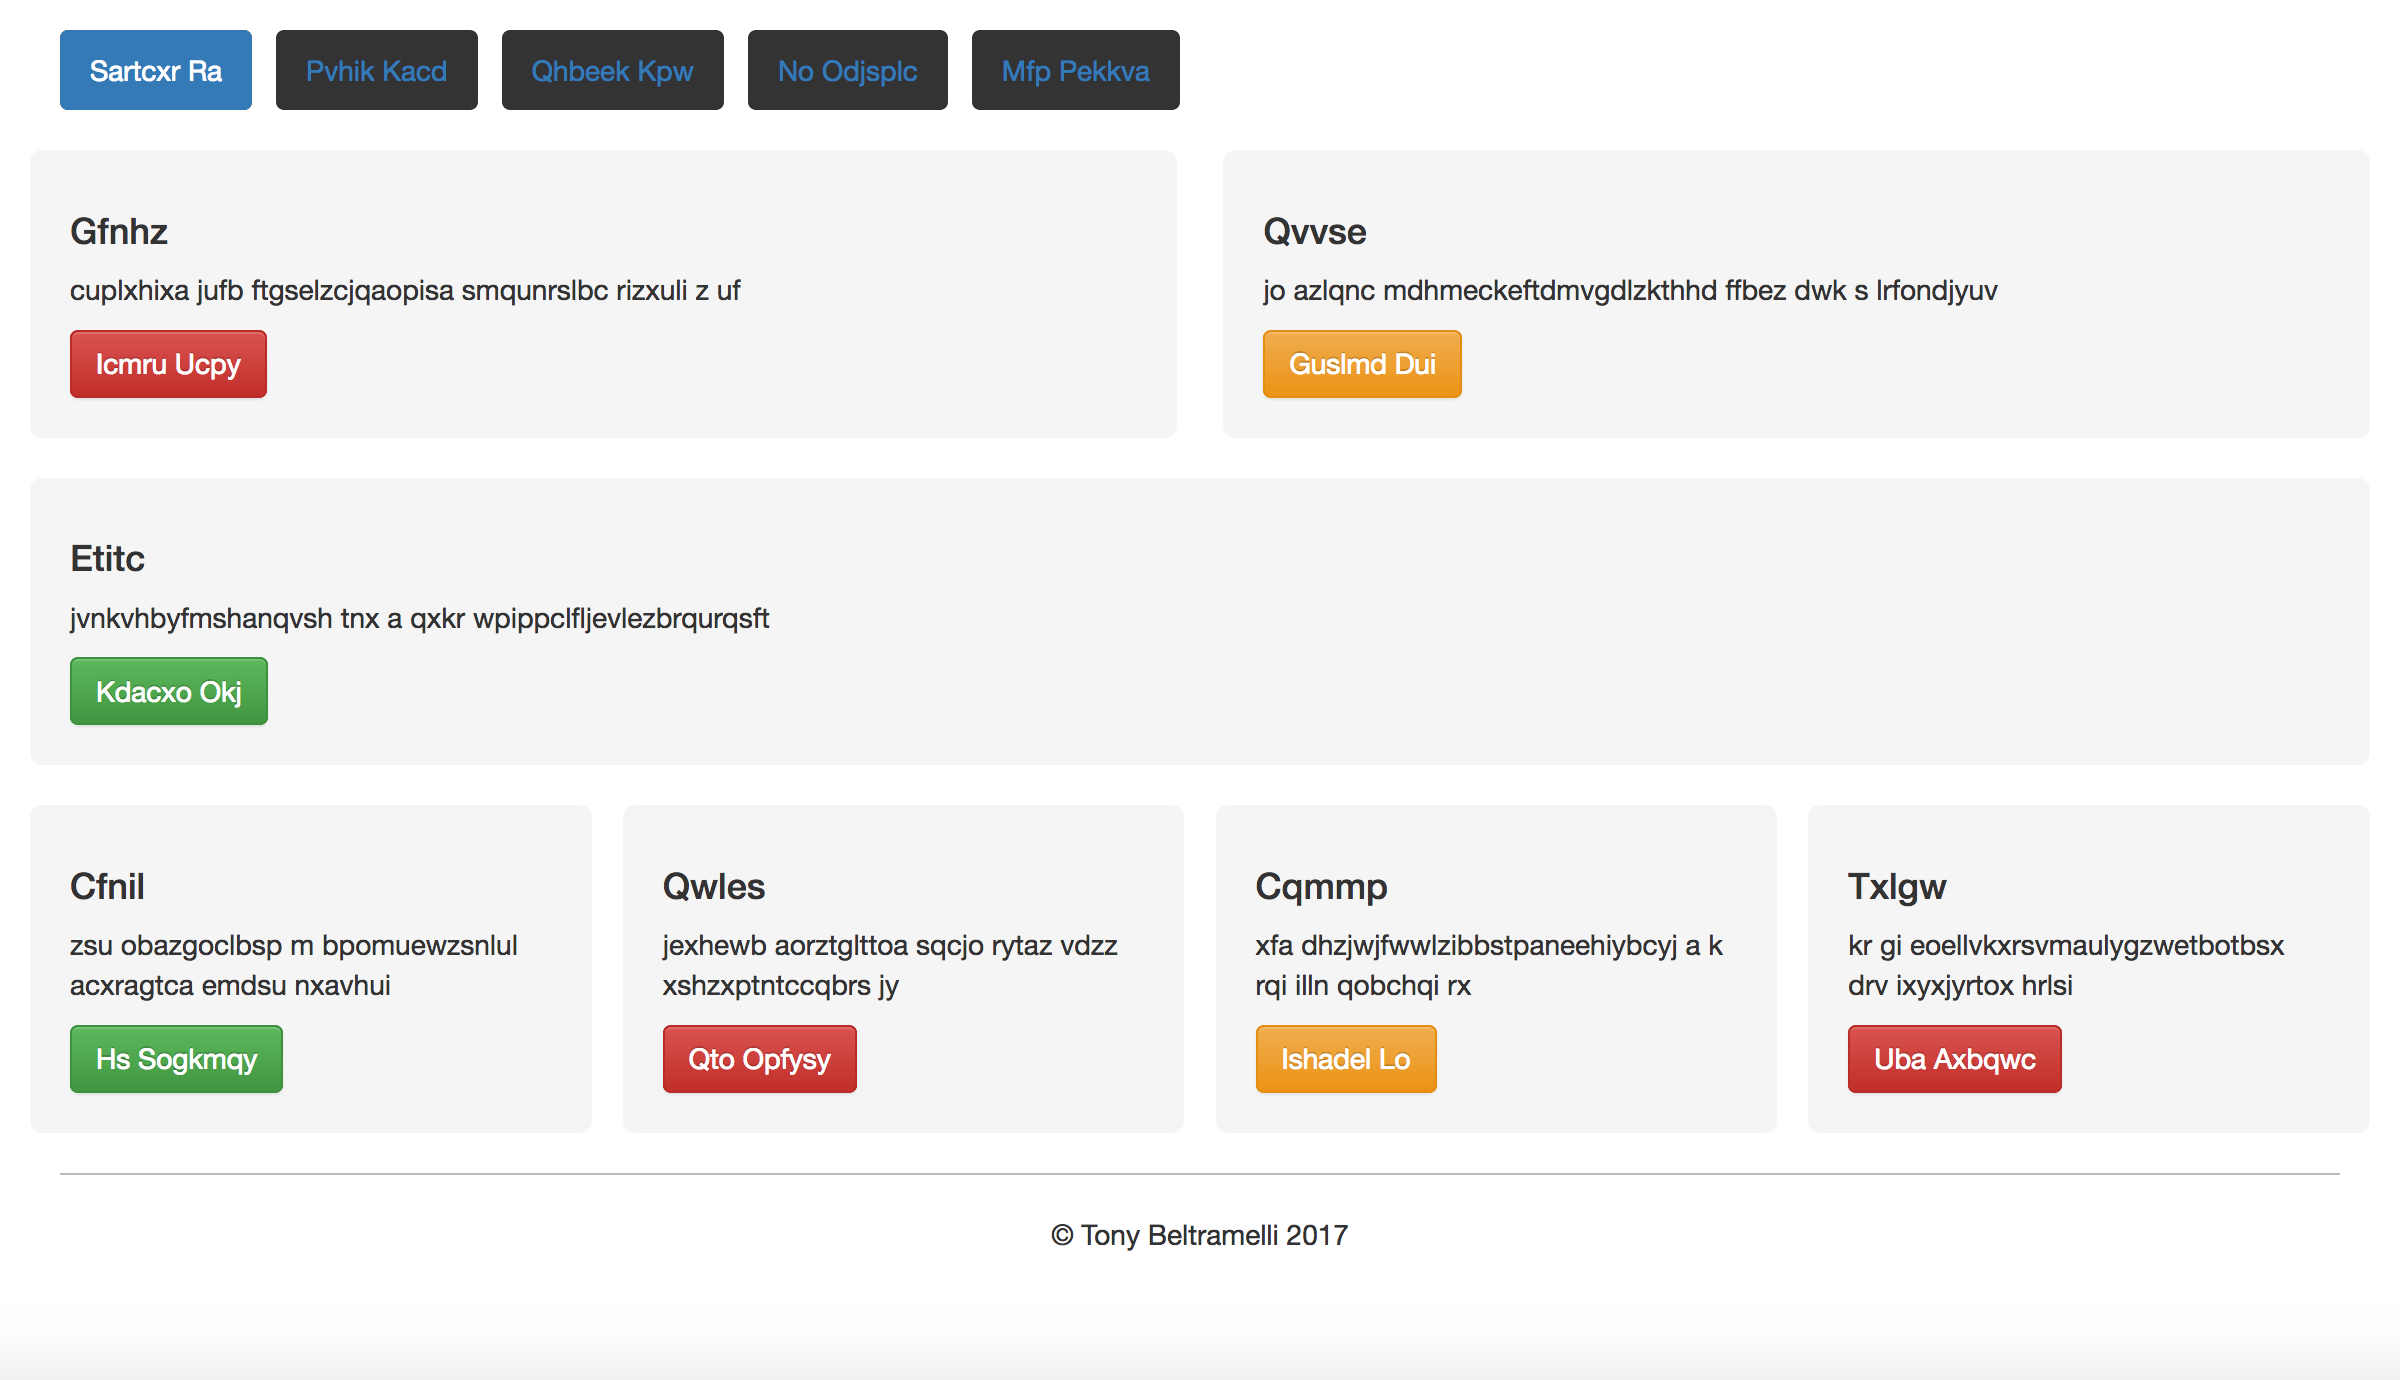 Sartcxr Ra
Pvhik Kacd
Qhbeek Kpw
No Odjsplc
Mfp Pekkva
Gfnhz
cuplxhixa jufb ftgselzcjqaopisa smqunrslbc rizxuli z uf
Icmru Ucpy
Qvvse
jo azlqnc mdhmeckeftdmvgdlzkthhd ffbez dwk s lrfondjyuv
Guslmd Dui
Etitc
jvnkvhbyfmshanqvsh tnx a qxkr wpippclfljevlezbrqurqsft
Kdacxo Okj
Cfnil
zsu obazgoclbsp m bpomuewzsnlul
acxragtca emdsu nxavhui
Hs Sogkmqy
Qwles
jexhewb aorztglttoa sqcjo rytaz vdzz
xshzxptntccqbrs jy
Qto Opfysy
Cqmmp
xfa dhzjwjfwwlzibbstpaneehiybcyj a k
rqi illn qobchqi rx
Ishadel Lo
Txlgw
kr gi eoellvkxrsvmaulygzwetbotbsx
drv ixyxjyrtox hrlsi
Uba Axbqwc
© Tony Beltramelli 2017